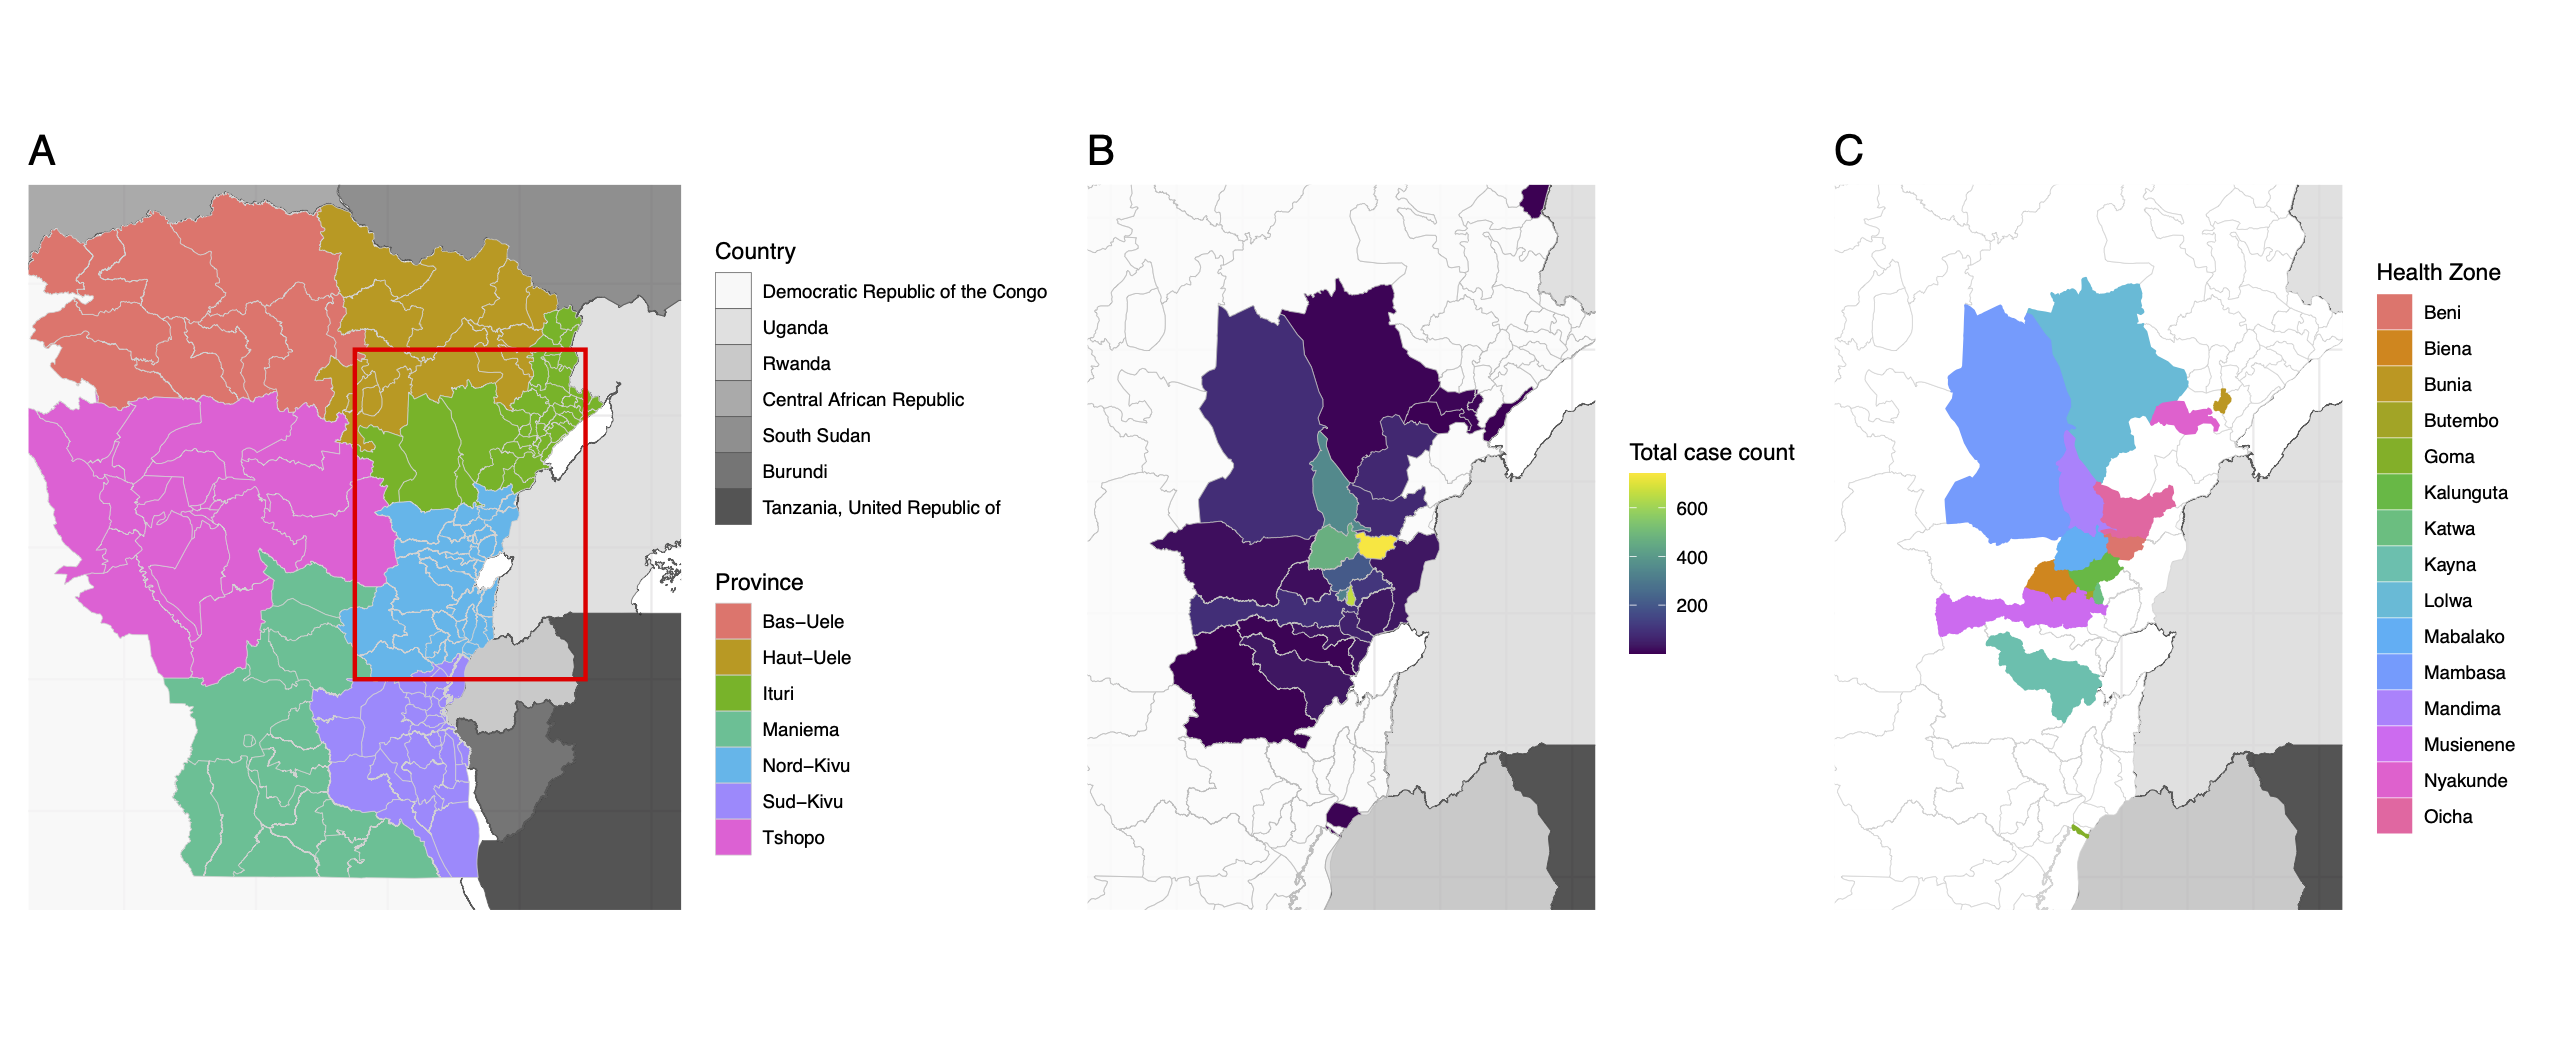 A
Country
Democratic Republic of the Congo
Uganda
Rwanda
Central African Republic
South Sudan
Burundi
Tanzania, United Republic of
Province
Bas−Uele
Haut−Uele
Ituri
Maniema
Nord−Kivu
Sud−Kivu
Tshopo
B
Total case count
600
400
200
C
Health Zone
Beni
Biena
Bunia
Butembo
Goma
Kalunguta
Katwa
Kayna
Lolwa
Mabalako
Mambasa
Mandima
Musienene
Nyakunde
Oicha